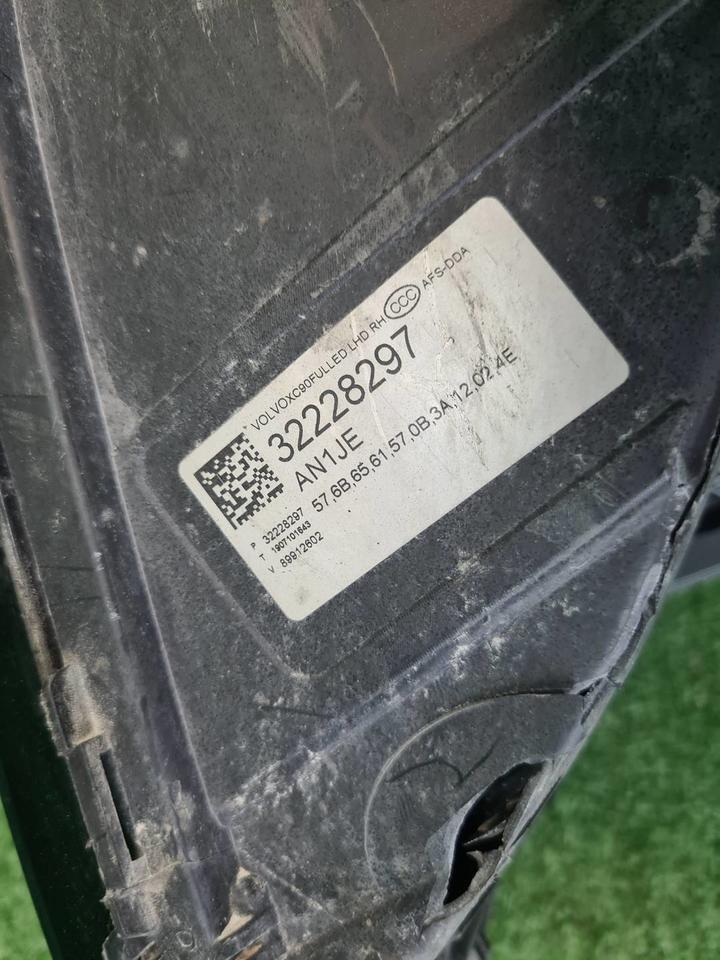 VOLVOXC90FULLED LHD RH CCC AFS-DDA
32228297
AN1JE
57,6B,65,61,57,0B,3A,12,02,4E
P 32228297
T 1907101643
V 89912602